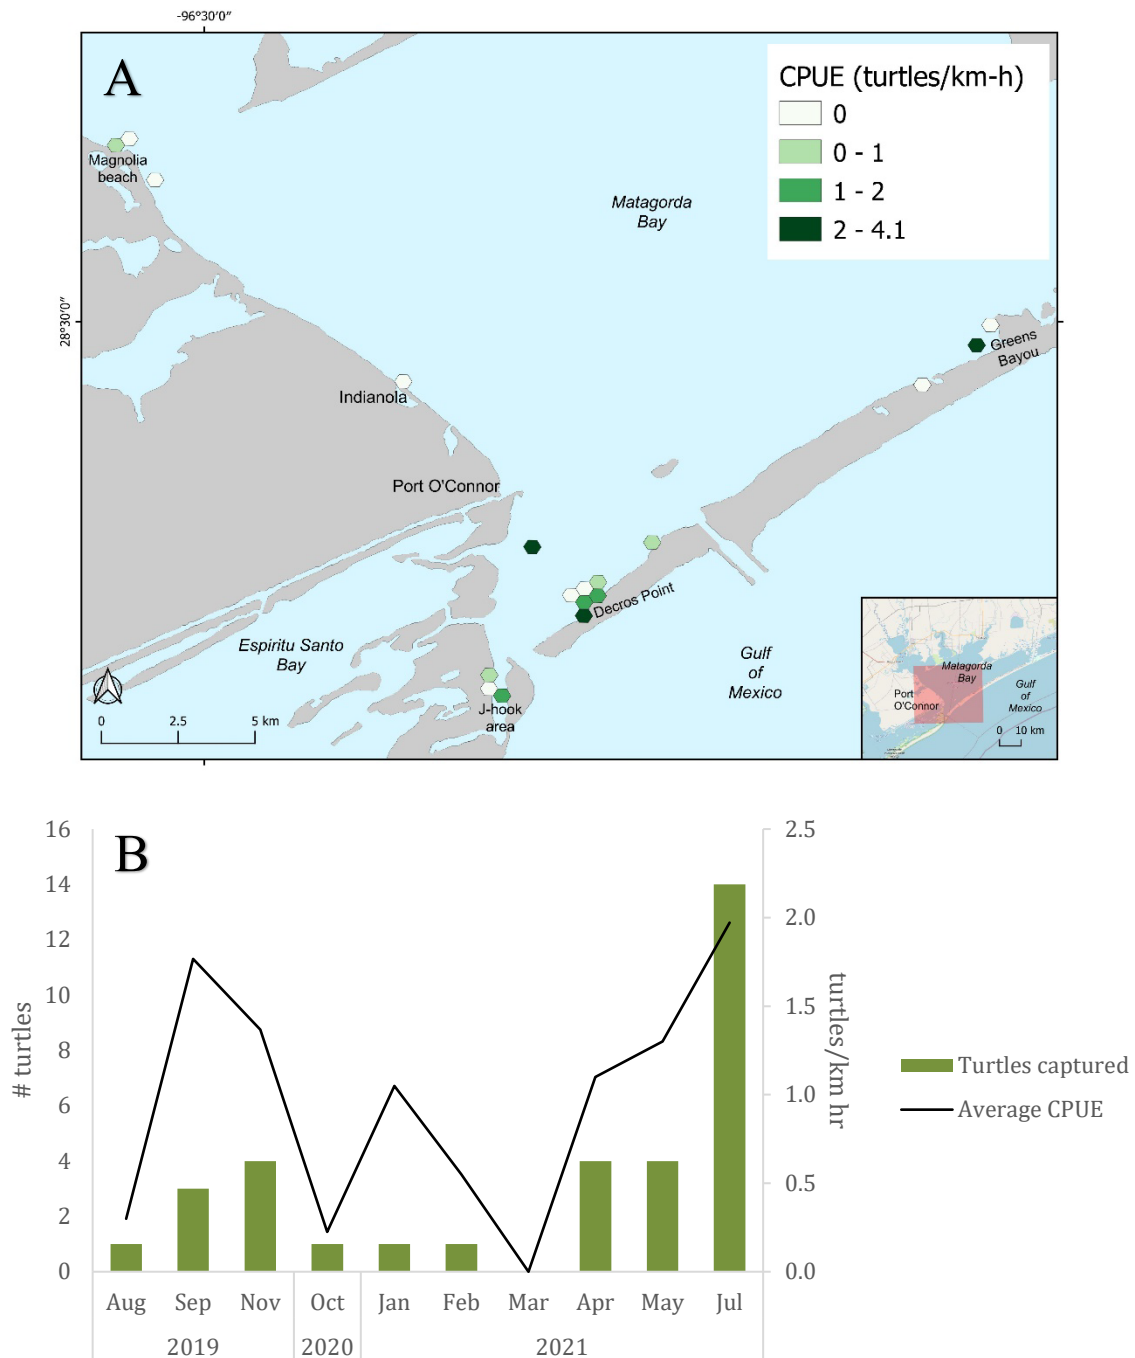 -96°30'0"
A
CPUE (turtles/km-h)
0
0 - 1
1 - 2
2 - 4.1
Magnolia
beach
Matagorda
Bay
28°30'0"
Greens
Bayou
Indianola
Port O'Connor
Decros Point
Espiritu Santo
Bay
Gulf
of
Mexico
J-hook
area
0 2.5 5 km
Matagorda
Bay
Port
O'Connor
Gulf
of
Mexico
0 10 km
B
16
14
12
10
8
6
4
2
0
# turtles
2.5
2.0
1.5
1.0
0.5
0.0
turtles/km hr
Turtles captured
Average CPUE
Aug Sep Nov Oct Jan Feb Mar Apr May Jul
2019 2020 2021